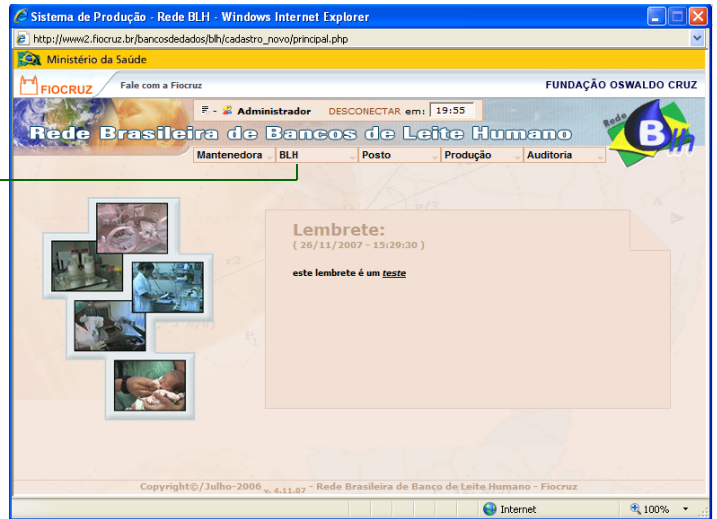 Sistema de Produção - Rede BLH - Windows Internet Explorer
http://www2.fiocruz.br/bancosdedados/blh/cadastro_novo/principal.php
Ministério da Saúde
FIOCRUZ Fale com a Fiocruz FUNDAÇÃO OSWALDO CRUZ
Administrador DESCONECTAR em: 19:55
Rede Brasileira de Bancos de Leite Humano
Rede BLH
Mantenedora BLH Posto Produção Auditoria
Lembrete:
( 26/11/2007 - 15:29:30 )
este lembrete é um teste
Copyright©/Julho-2006 v. 4.11.07 - Rede Brasileira de Banco de Leite Humano - Fiocruz
Internet 100%